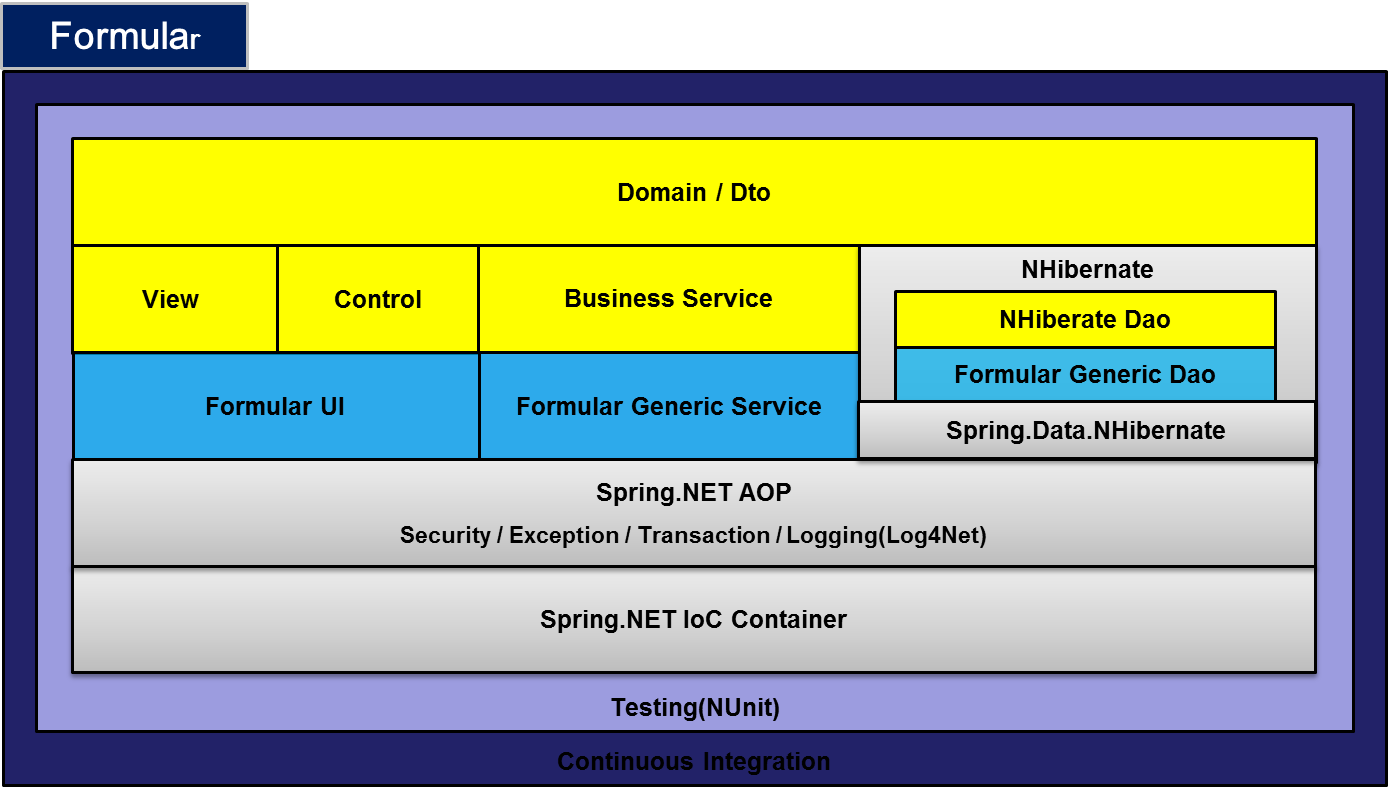 Formular
Domain / Dto
View
Control
Business Service
NHibernate
NHiberate Dao
Formular Generic Dao
Formular UI
Formular Generic Service
Spring.Data.NHibernate
Spring.NET AOP
Security / Exception / Transaction / Logging(Log4Net)
Spring.NET IoC Container
Testing(NUnit)
Continuous Integration